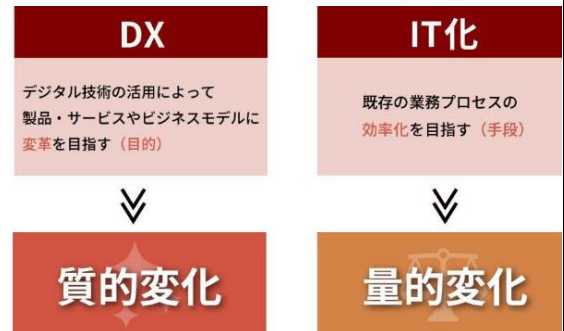 DX
デジタル技術の活用によって
製品・サービスやビジネスモデルに
変革を目指す（目的）
質的変化
IT化
既存の業務プロセスの
効率化を目指す（手段）
量的変化